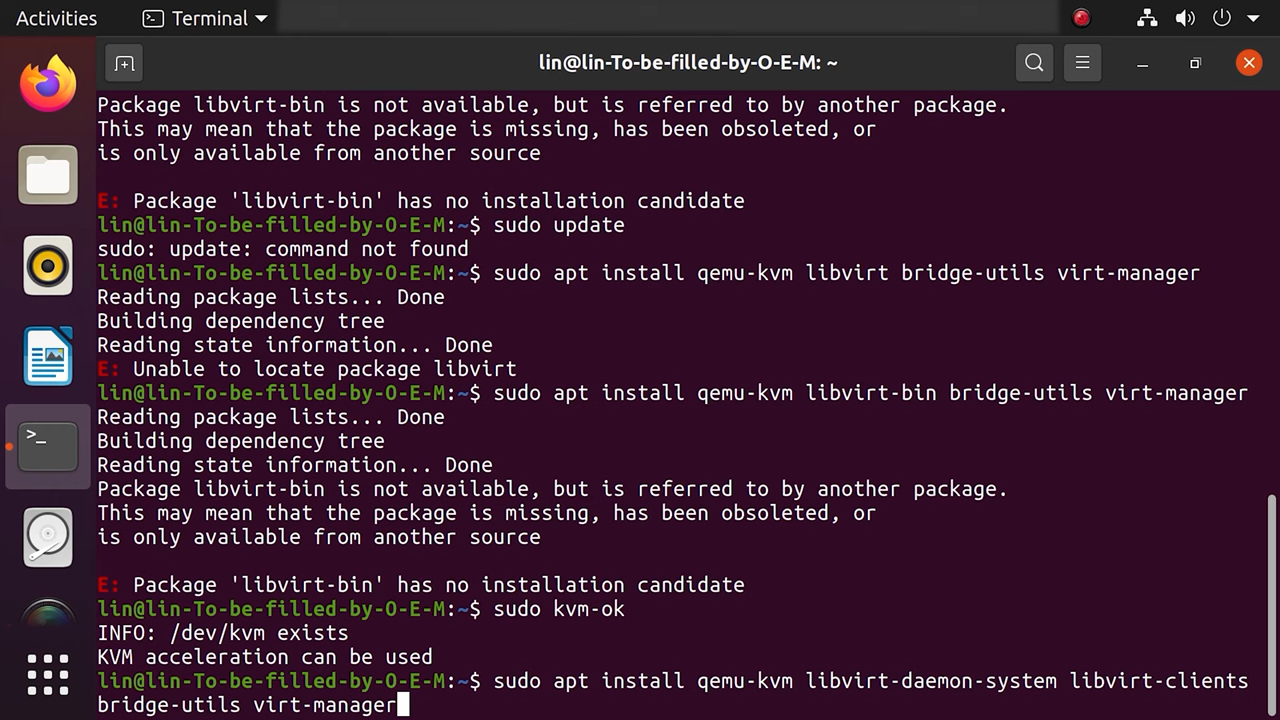 Activities
Terminal
lin@lin-To-be-filled-by-O-E-M: ~
Package libvirt-bin is not available, but is referred to by another package.
This may mean that the package is missing, has been obsoleted, or
is only available from another source
E: Package 'libvirt-bin' has no installation candidate
lin@lin-To-be-filled-by-O-E-M:~$ sudo update
sudo: update: command not found
lin@lin-To-be-filled-by-O-E-M:~$ sudo apt install qemu-kvm libvirt bridge-utils virt-manager
Reading package lists... Done
Building dependency tree
Reading state information... Done
E: Unable to locate package libvirt
lin@lin-To-be-filled-by-O-E-M:~$ sudo apt install qemu-kvm libvirt-bin bridge-utils virt-manager
Reading package lists... Done
Building dependency tree
Reading state information... Done
Package libvirt-bin is not available, but is referred to by another package.
This may mean that the package is missing, has been obsoleted, or
is only available from another source
E: Package 'libvirt-bin' has no installation candidate
lin@lin-To-be-filled-by-O-E-M:~$ sudo kvm-ok
INFO: /dev/kvm exists
KVM acceleration can be used
lin@lin-To-be-filled-by-O-E-M:~$ sudo apt install qemu-kvm libvirt-daemon-system libvirt-clients
bridge-utils virt-manager